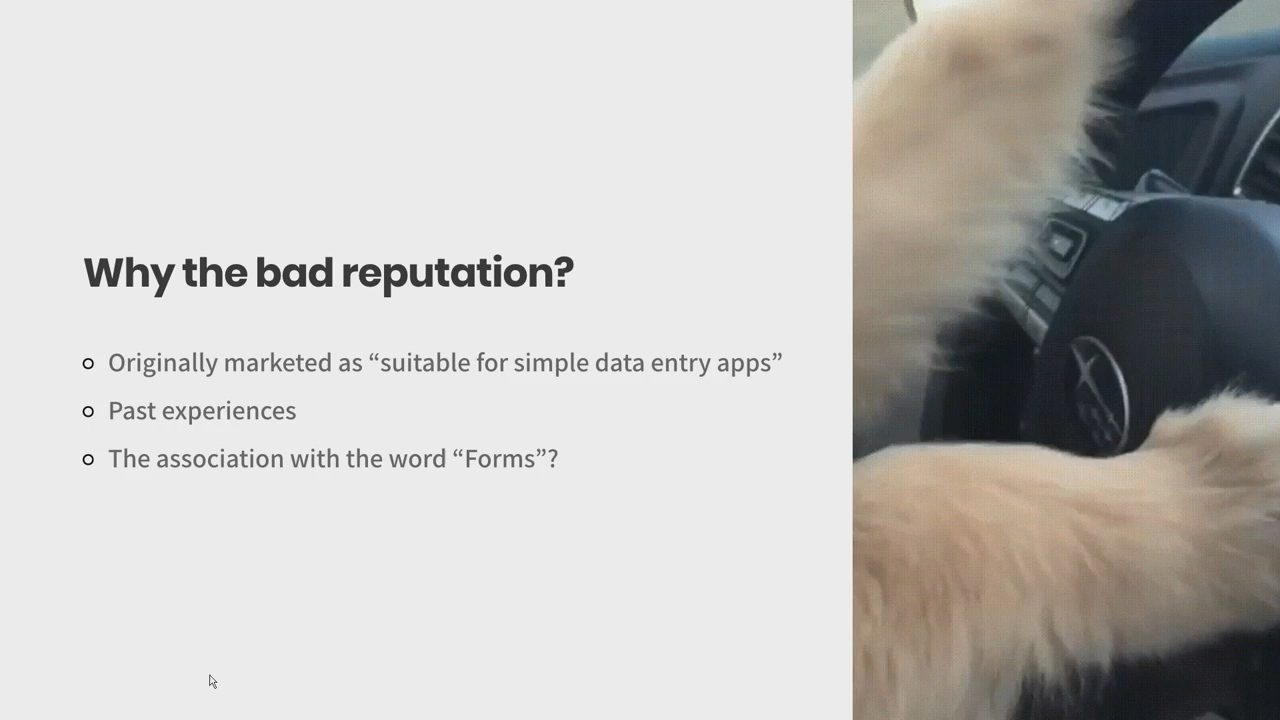 Why the bad reputation?
Originally marketed as “suitable for simple data entry apps”
Past experiences
The association with the word “Forms”?